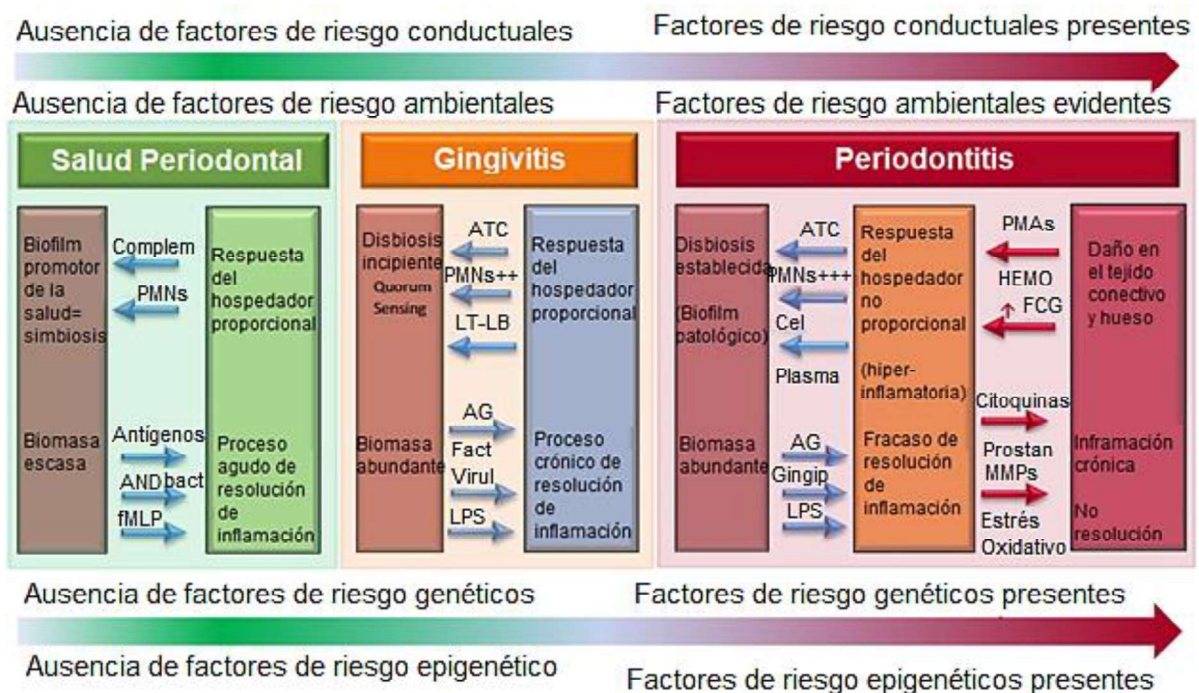 Ausencia de factores de riesgo conductuales
Factores de riesgo conductuales presentes
Ausencia de factores de riesgo ambientales
Factores de riesgo ambientales evidentes
Salud Periodontal
Biofilm
promotor
de la
salud=
simbiosis
Biomasa
escasa
Complem
PMNs
Antígenos
AND bact
fMLP
Respuesta
del
hospedador
proporcional
Proceso
agudo de
resolución
de
inflamación
Gingivitis
Disbiosis
incipiente
Quorum
Sensing
Biomasa
abundante
ATC
PMNs++
LT-LB
AG
Fact
Virul
LPS
Respuesta
del
hospedador
proporcional
Proceso
crónico de
resolución
de
inflamación
Periodontitis
Disbiosis
establecida
(Biofilm
patológico)
Biomasa
abundante
ATC
PMNs+++
Cel
Plasma
AG
Gingip
LPS
Respuesta
del
hospedador
no
proporcional
(hiper-
inflamatoria)
Fracaso de
resolución
de
inflamación
PMAs
HEMO
↑ FCG
Citoquinas
Prostan
MMPs
Estrés
Oxidativo
Daño en
el tejido
conectivo
y hueso
Inframación
crónica
No
resolución
Ausencia de factores de riesgo genéticos
Factores de riesgo genéticos presentes
Ausencia de factores de riesgo epigenético
Factores de riesgo epigenéticos presentes